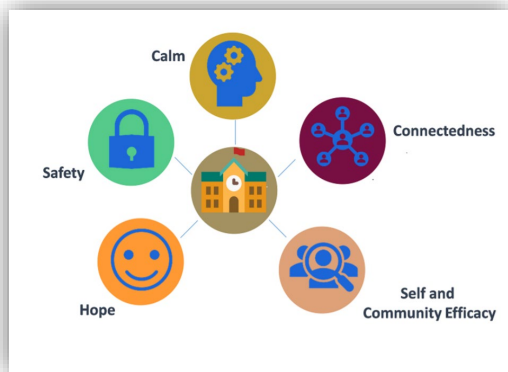 Calm
Connectedness
Safety
Hope
Self and
Community Efficacy